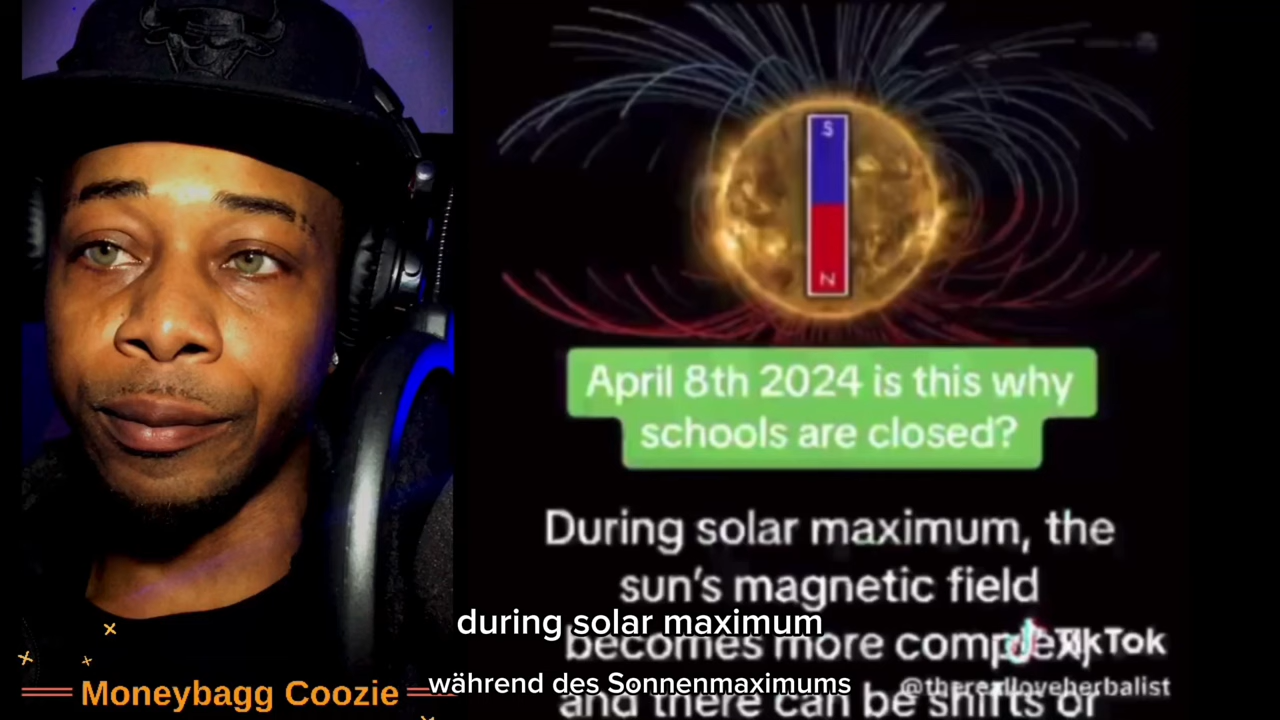 S
N
April 8th 2024 is this why
schools are closed?
During solar maximum, the
sun's magnetic field
during solar maximum
becomes more complex,
TikTok
Moneybagg Coozie
während des Sonnenmaximums
@thereallloveherbalist
and there can be shifts or